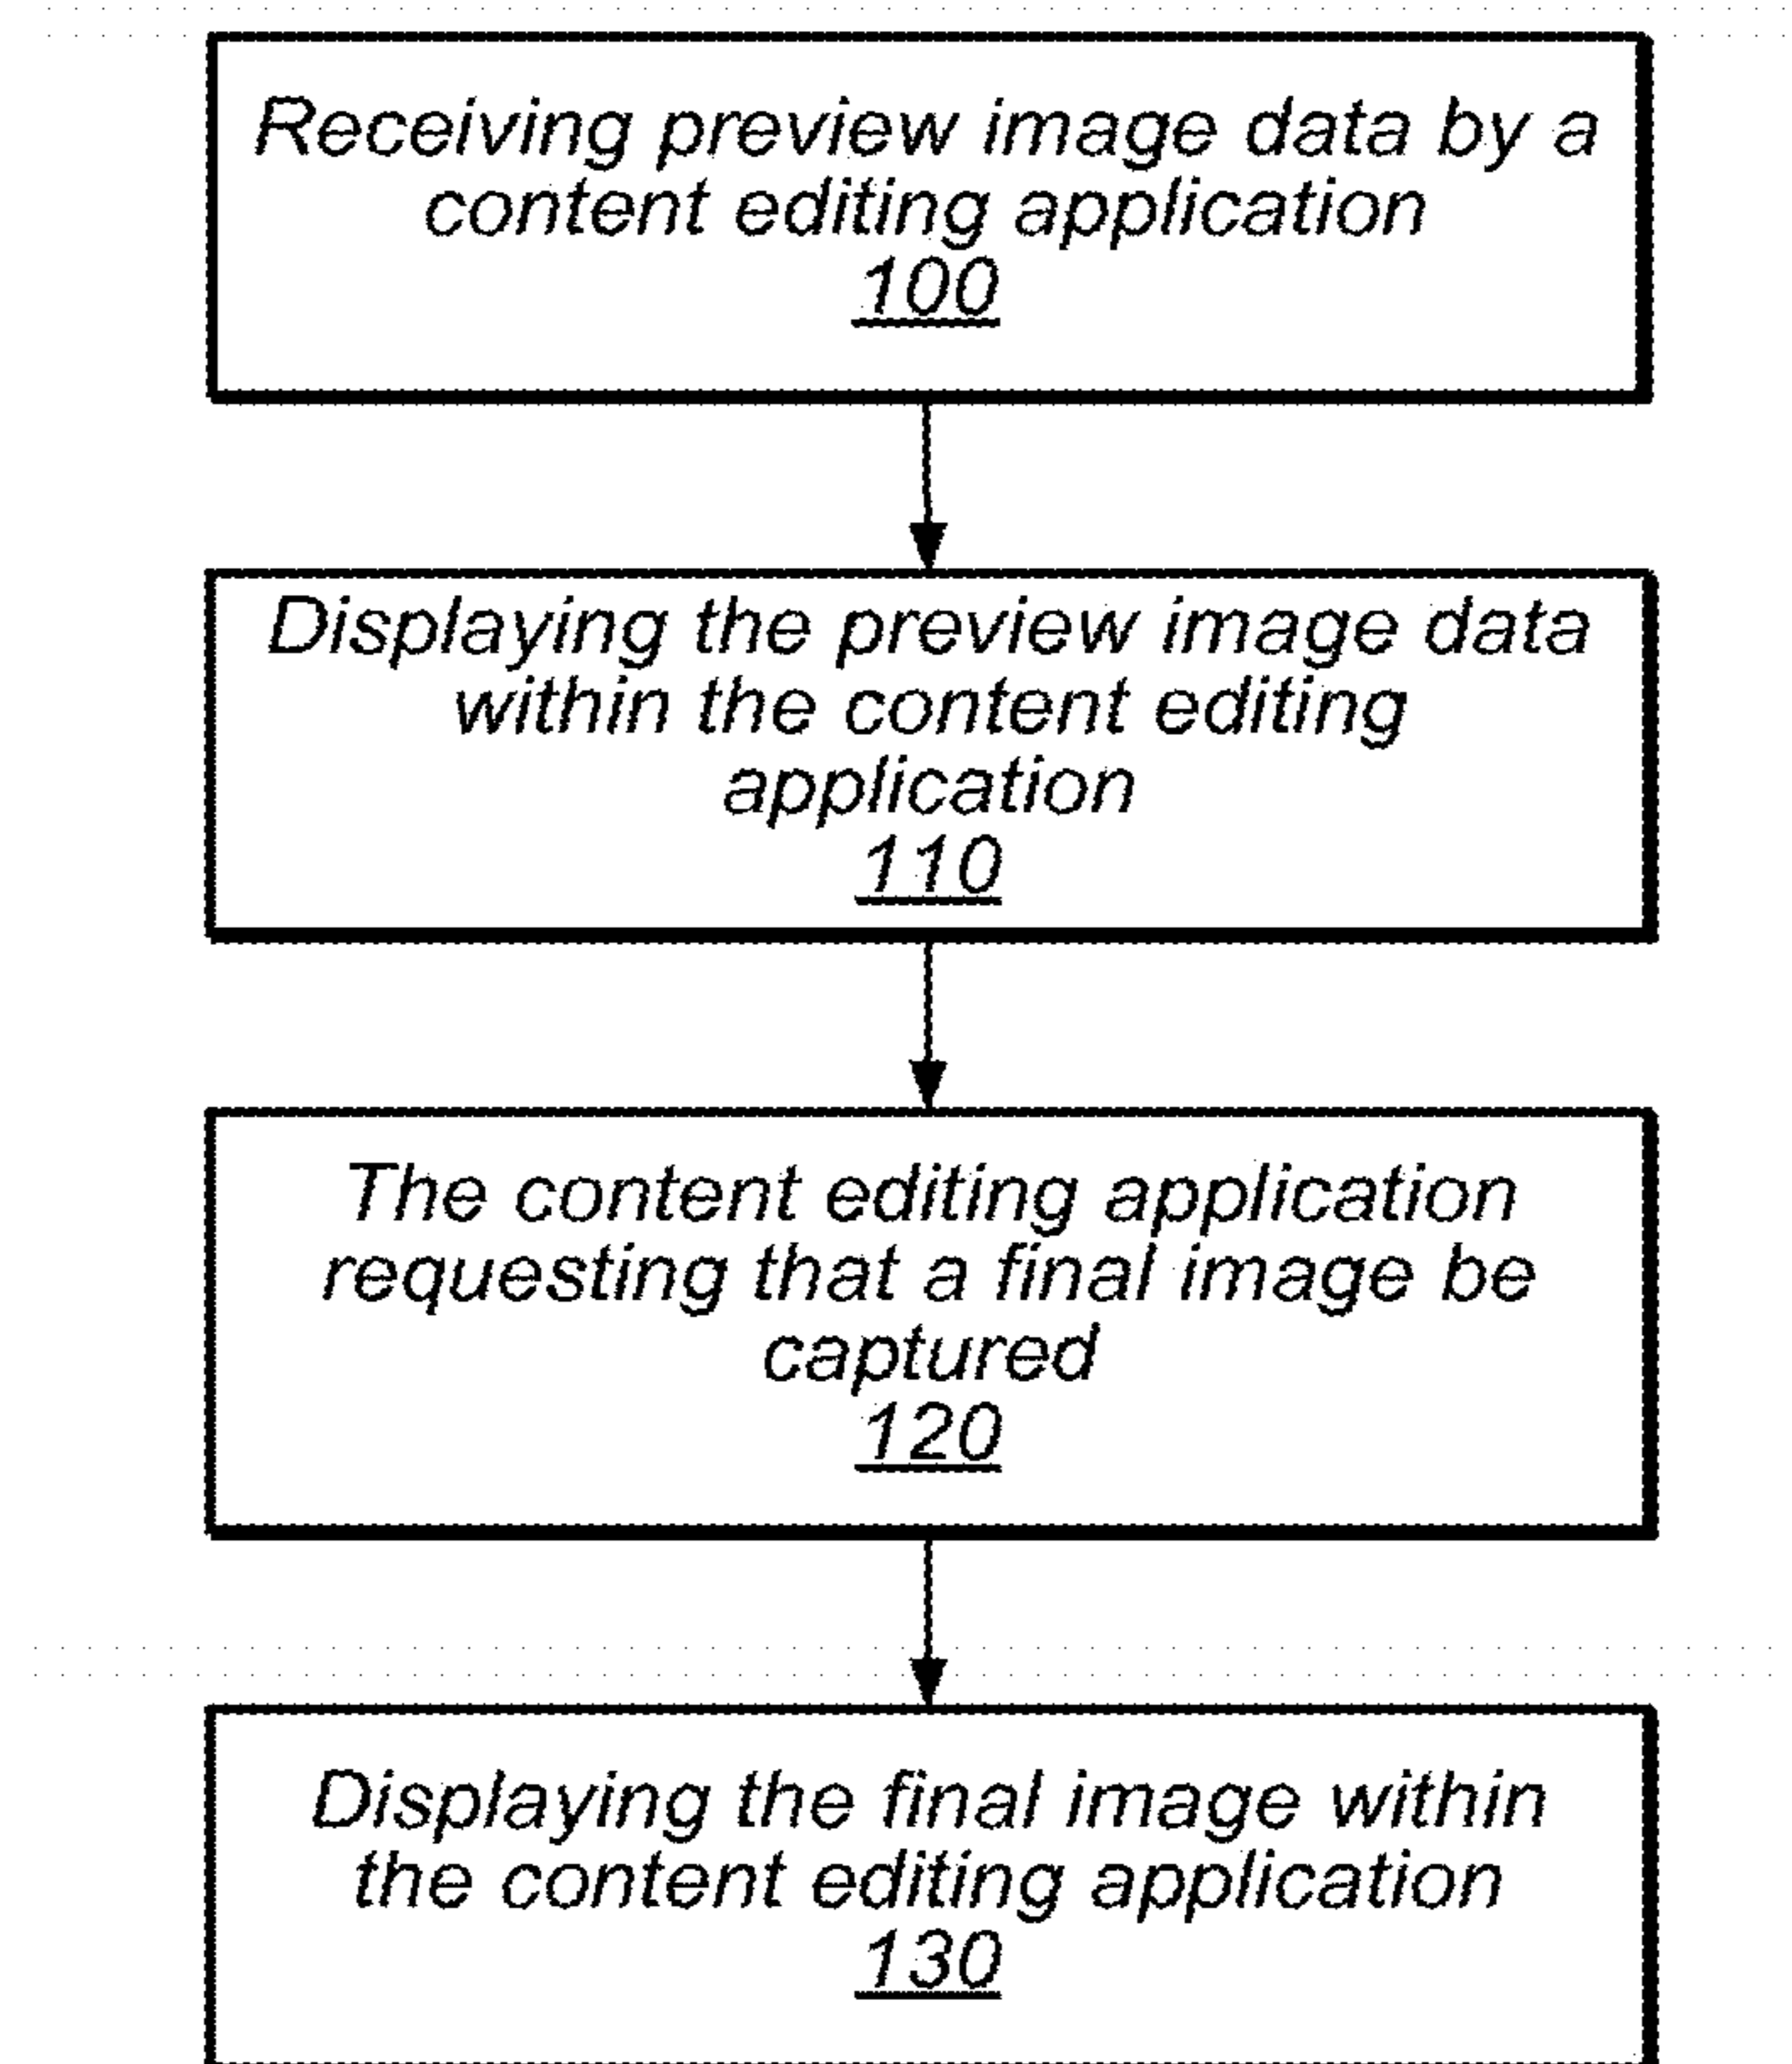 Receiving preview image data by a
content editing application
100
Displaying the preview image data
within the content editing
application
110
The content editing application
requesting that a final image be
captured
120
Displaying the final image within
the content editing application
130